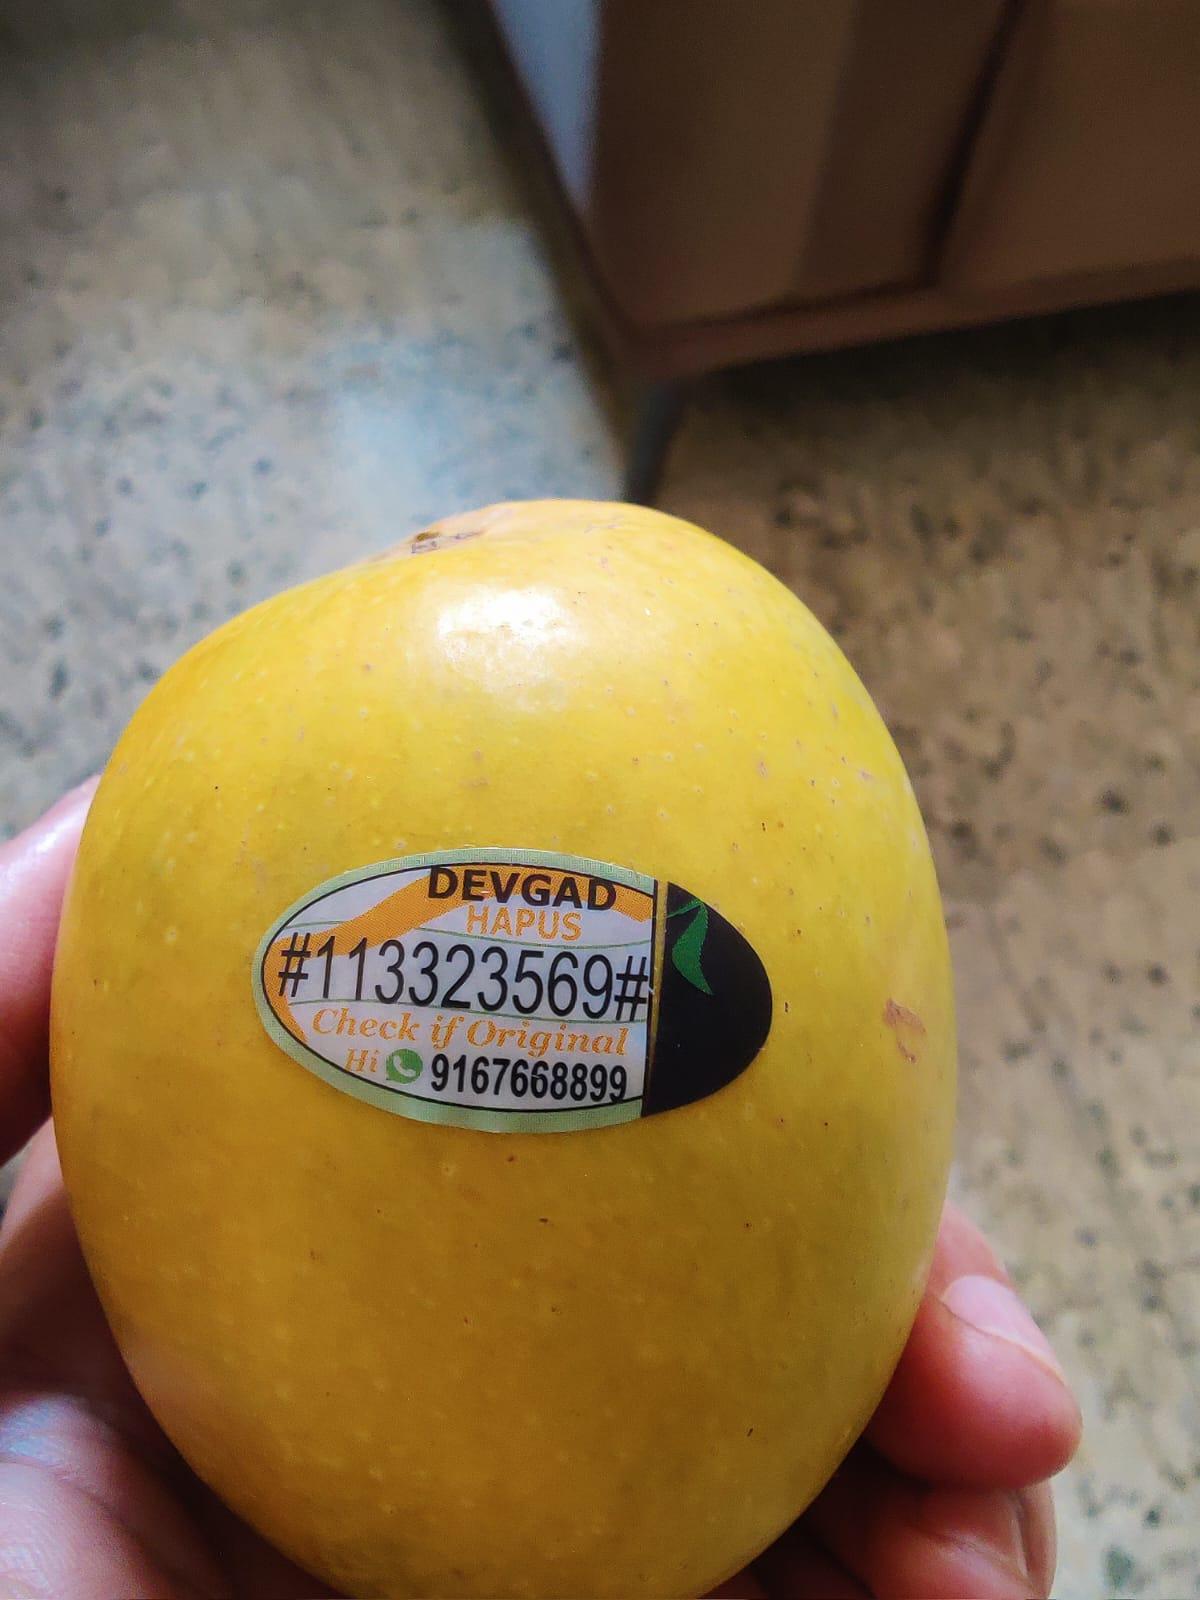 DEVGAD
HAPUS
#113323569#
Check if Original
Hi 9167668899